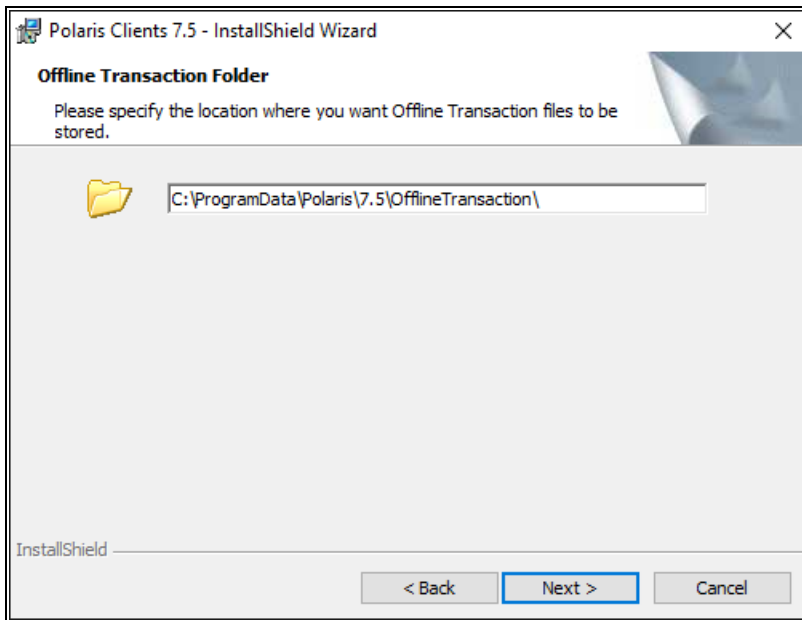 Polaris Clients 7.5 - InstallShield Wizard
Offline Transaction Folder
Please specify the location where you want Offline Transaction files to be
stored.
C:\ProgramData\Polaris\7.5\OfflineTransaction\
InstallShield
< Back
Next >
Cancel